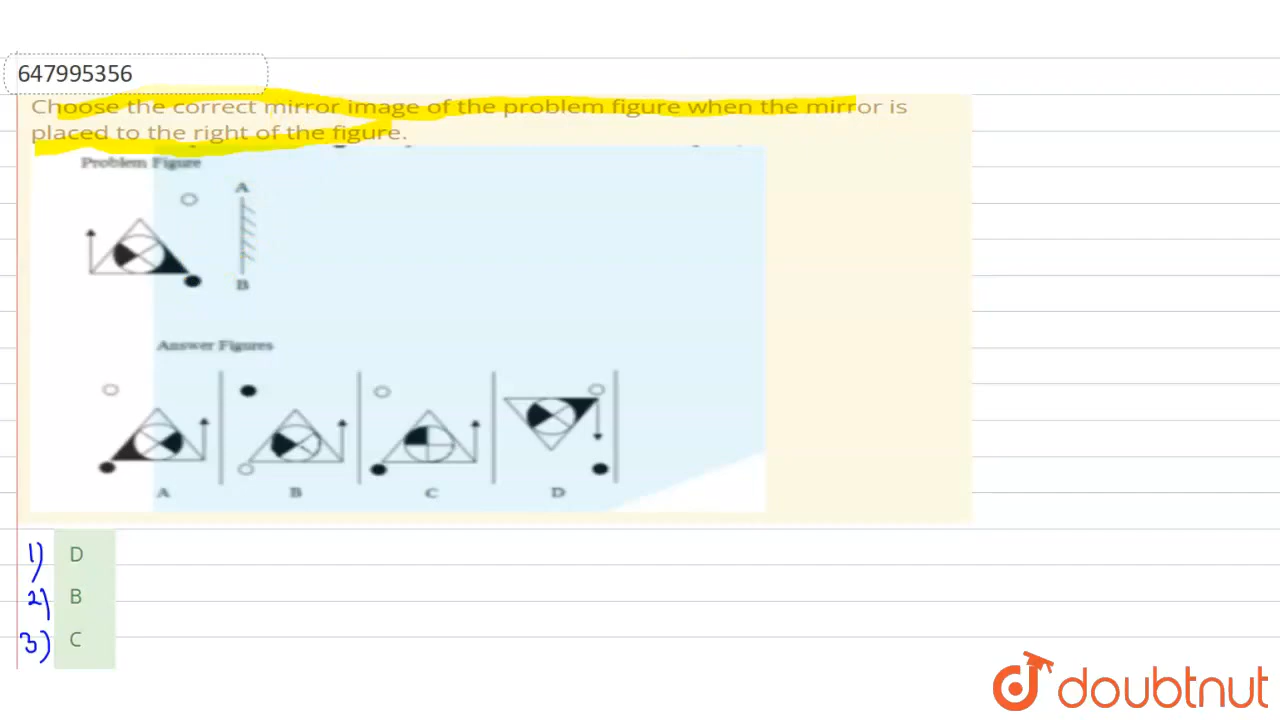 647995356
Choose the correct mirror image of the problem figure when the mirror is
placed to the right of the figure.
Problem Figure
A
B
Answer Figures
A B C D
1) D
2) B
3) C
doubtnut